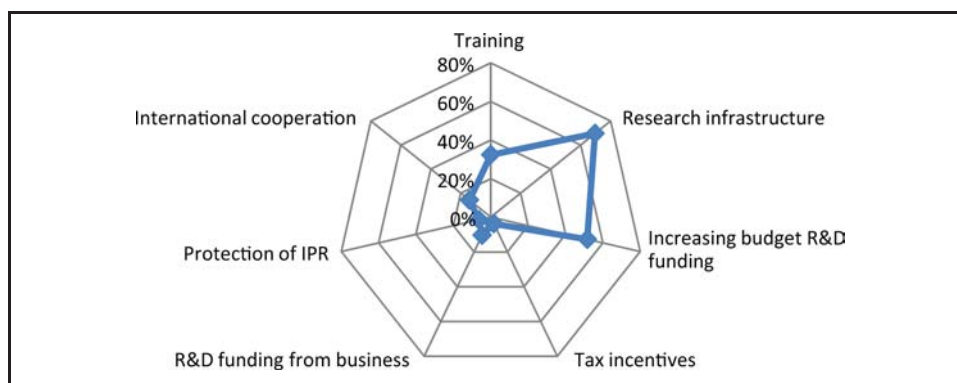 Training
80%
60%
40%
20%
0%
International cooperation
Research infrastructure
Protection of IPR
Increasing budget R&D
funding
R&D funding from business
Tax incentives